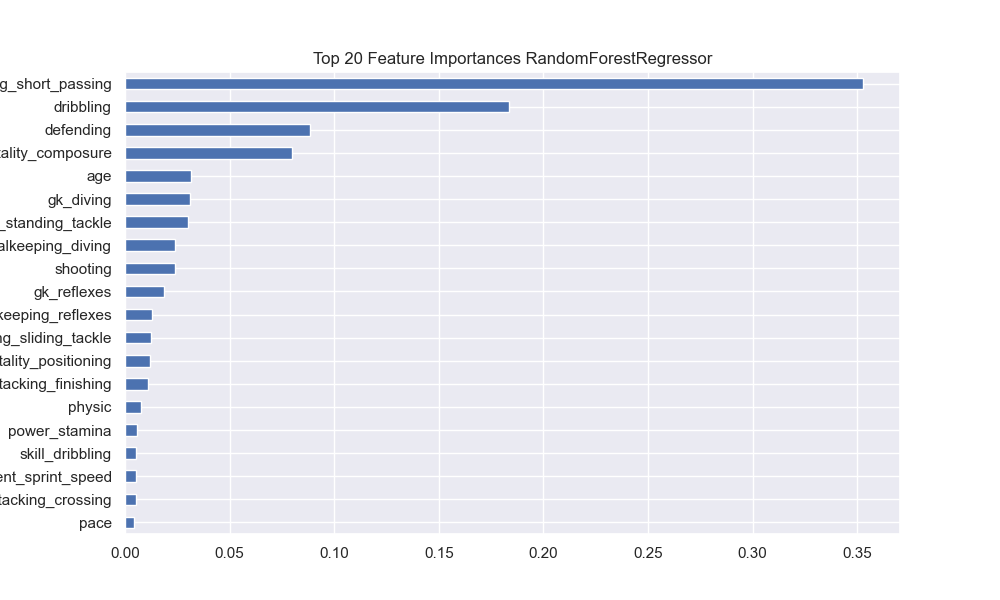 Top 20 Feature Importances RandomForestRegressor
g_short_passing
dribbling
defending
tality_composure
age
gk_diving
_standing_tackle
alkeeping_diving
shooting
gk_reflexes
keeping_reflexes
ng_sliding_tackle
tality_positioning
tacking_finishing
physic
power_stamina
skill_dribbling
ent_sprint_speed
tacking_crossing
pace
0.00 0.05 0.10 0.15 0.20 0.25 0.30 0.35